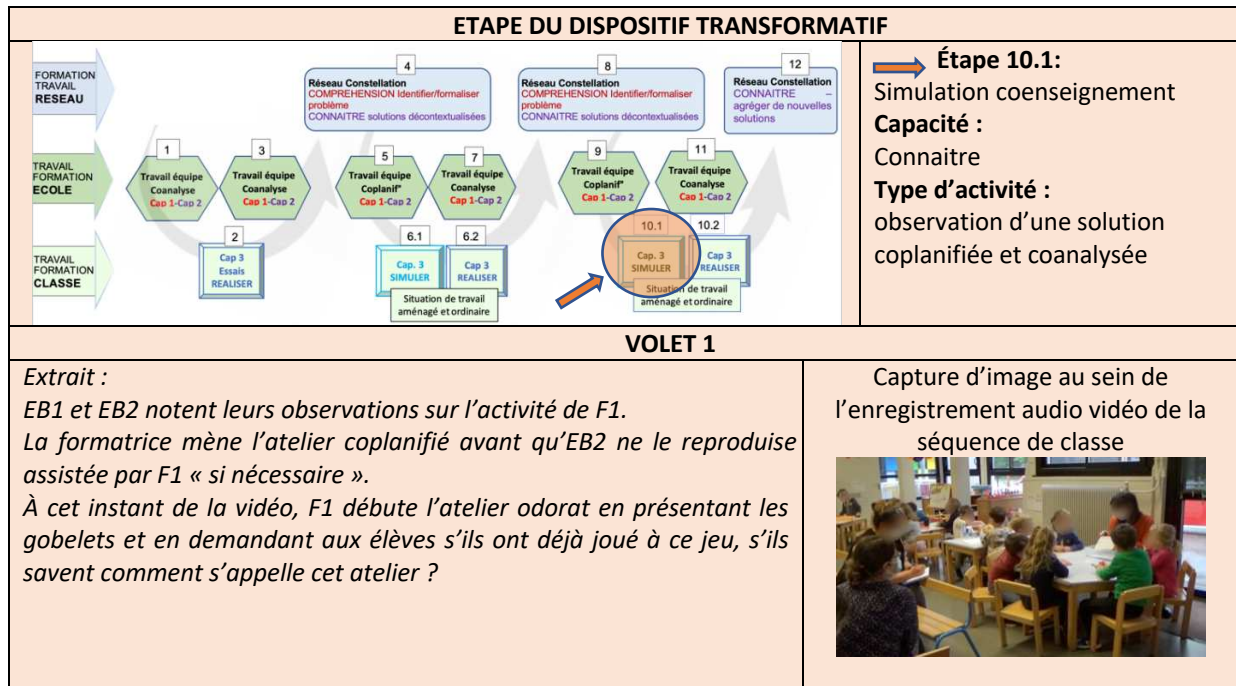 ETAPE DU DISPOSITIF TRANSFORMATIF
FORMATION
TRAVAIL
RESEAU
4
Réseau Constellation
COMPREHENSION Identifier/formaliser
problème
CONNAITRE solutions décontextualisées
8
Réseau Constellation
COMPREHENSION Identifier/formaliser
problème
CONNAITRE solutions décontextualisées
12
Réseau Constellation
CONNAITRE –
agréger de nouvelles
solutions
TRAVAIL
FORMATION
ECOLE
1
Travail équipe
Coanalyse
Cap 1-Cap 2
3
Travail équipe
Coanalyse
Cap 1-Cap 2
5
Travail équipe
Coplanif°
Cap 1-Cap 2
7
Travail équipe
Coanalyse
Cap 1-Cap 2
9
Travail équipe
Coplanif°
Cap 1-Cap 2
11
Travail équipe
Coanalyse
Cap 1-Cap 2
TRAVAIL
FORMATION
CLASSE
2
Cap 3
Essais
REALISER
6.1
Cap. 3
SIMULER
6.2
Cap 3
REALISER
Situation de travail
aménagé et ordinaire
10.1
Cap. 3
SIMULER
10.2
Cap 3
REALISER
Situation de travail
aménagé et ordinaire
Étape 10.1:
Simulation coenseignement
Capacité :
Connaitre
Type d’activité :
observation d’une solution
coplanifiée et coanalysée
VOLET 1
Extrait :
EB1 et EB2 notent leurs observations sur l’activité de F1.
La formatrice mène l’atelier coplanifié avant qu’EB2 ne le reproduise
assistée par F1 « si nécessaire ».
À cet instant de la vidéo, F1 débute l’atelier odorat en présentant les
gobelets et en demandant aux élèves s’ils ont déjà joué à ce jeu, s’ils
savent comment s’appelle cet atelier ?
Capture d’image au sein de
l’enregistrement audio vidéo de la
séquence de classe